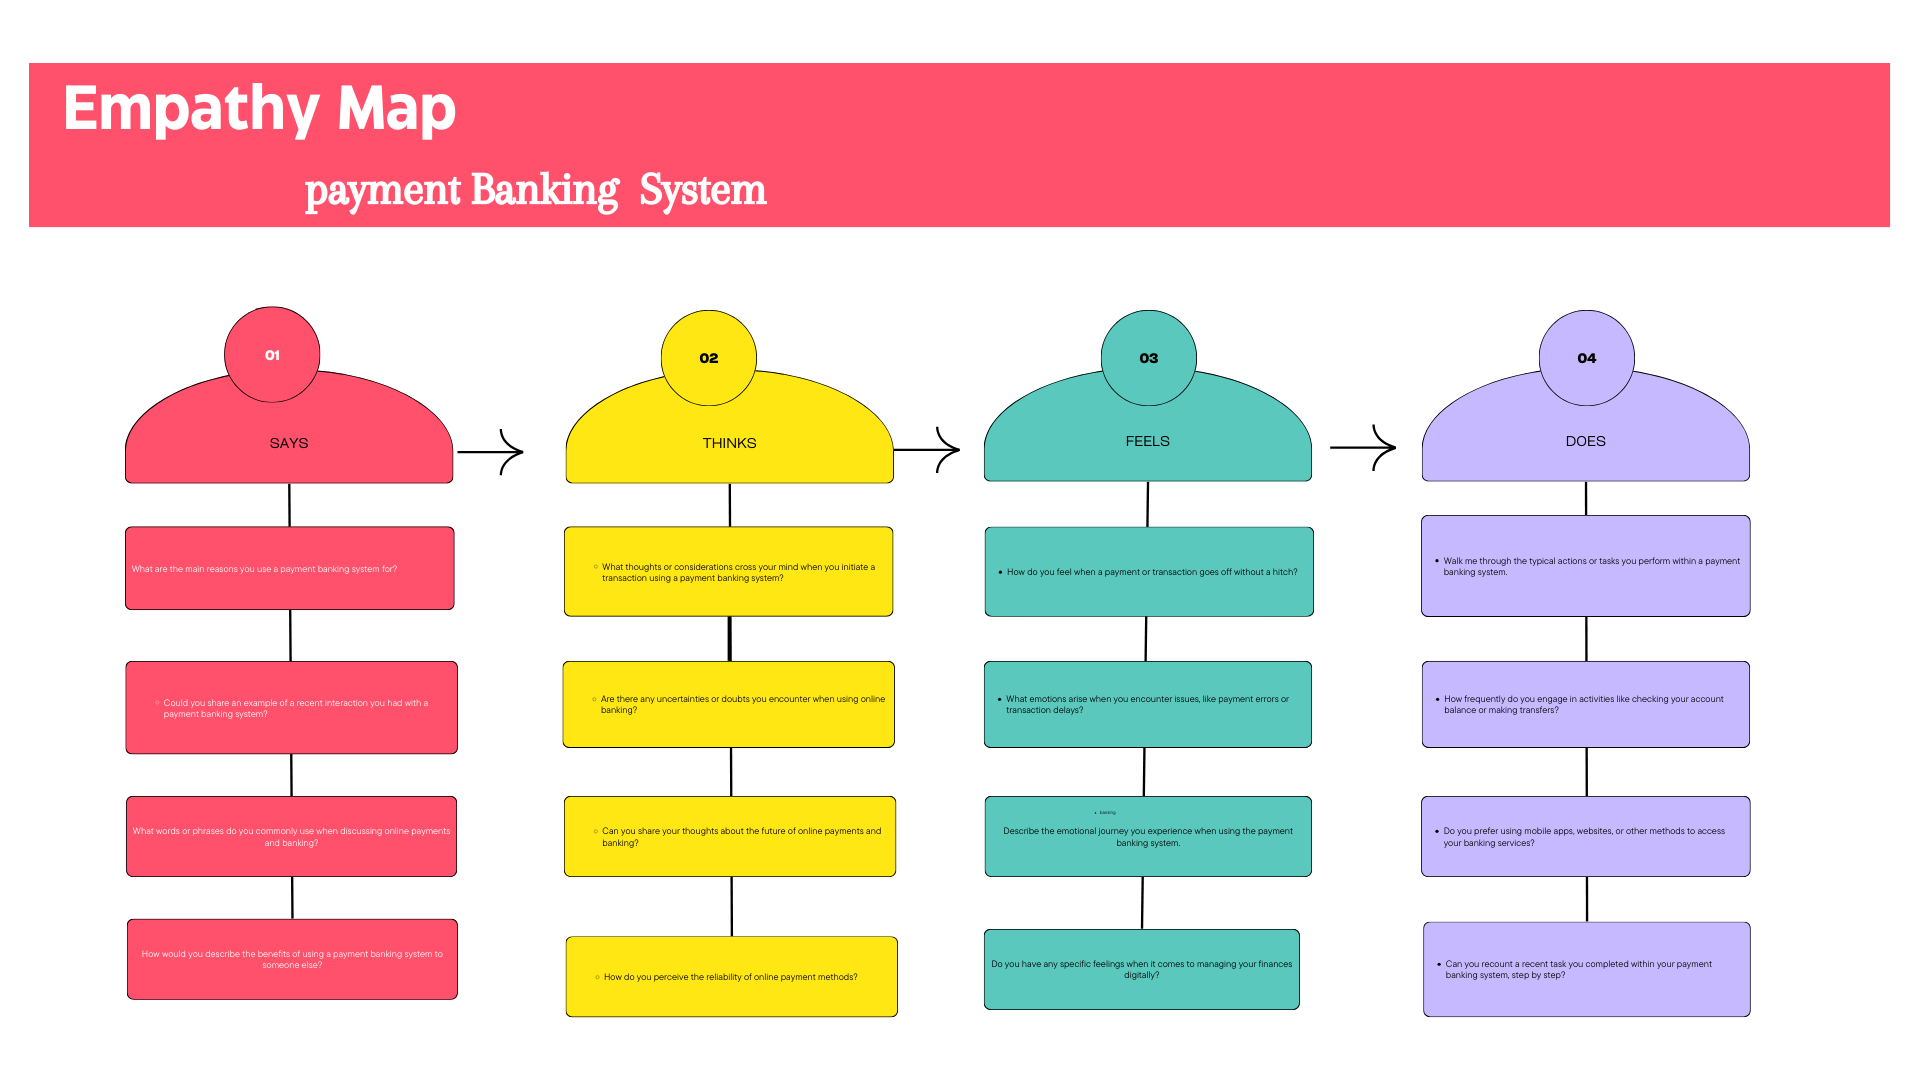 Empathy Map
payment Banking System
01
SAYS
What are the main reasons you use a payment banking system for?
Could you share an example of a recent interaction you had with a
payment banking system?
What words or phrases do you commonly use when discussing online payments
and banking?
How would you describe the benefits of using a payment banking system to
someone else?
02
THINKS
What thoughts or considerations cross your mind when you initiate a
transaction using a payment banking system?
Are there any uncertainties or doubts you encounter when using online
banking?
Can you share your thoughts about the future of online payments and
banking?
How do you perceive the reliability of online payment methods?
03
FEELS
How do you feel when a payment or transaction goes off without a hitch?
What emotions arise when you encounter issues, like payment errors or
transaction delays?
banking
Describe the emotional journey you experience when using the payment
banking system.
Do you have any specific feelings when it comes to managing your finances
digitally?
04
DOES
Walk me through the typical actions or tasks you perform within a payment
banking system.
How frequently do you engage in activities like checking your account
balance or making transfers?
Do you prefer using mobile apps, websites, or other methods to access
your banking services?
Can you recount a recent task you completed within your payment
banking system, step by step?